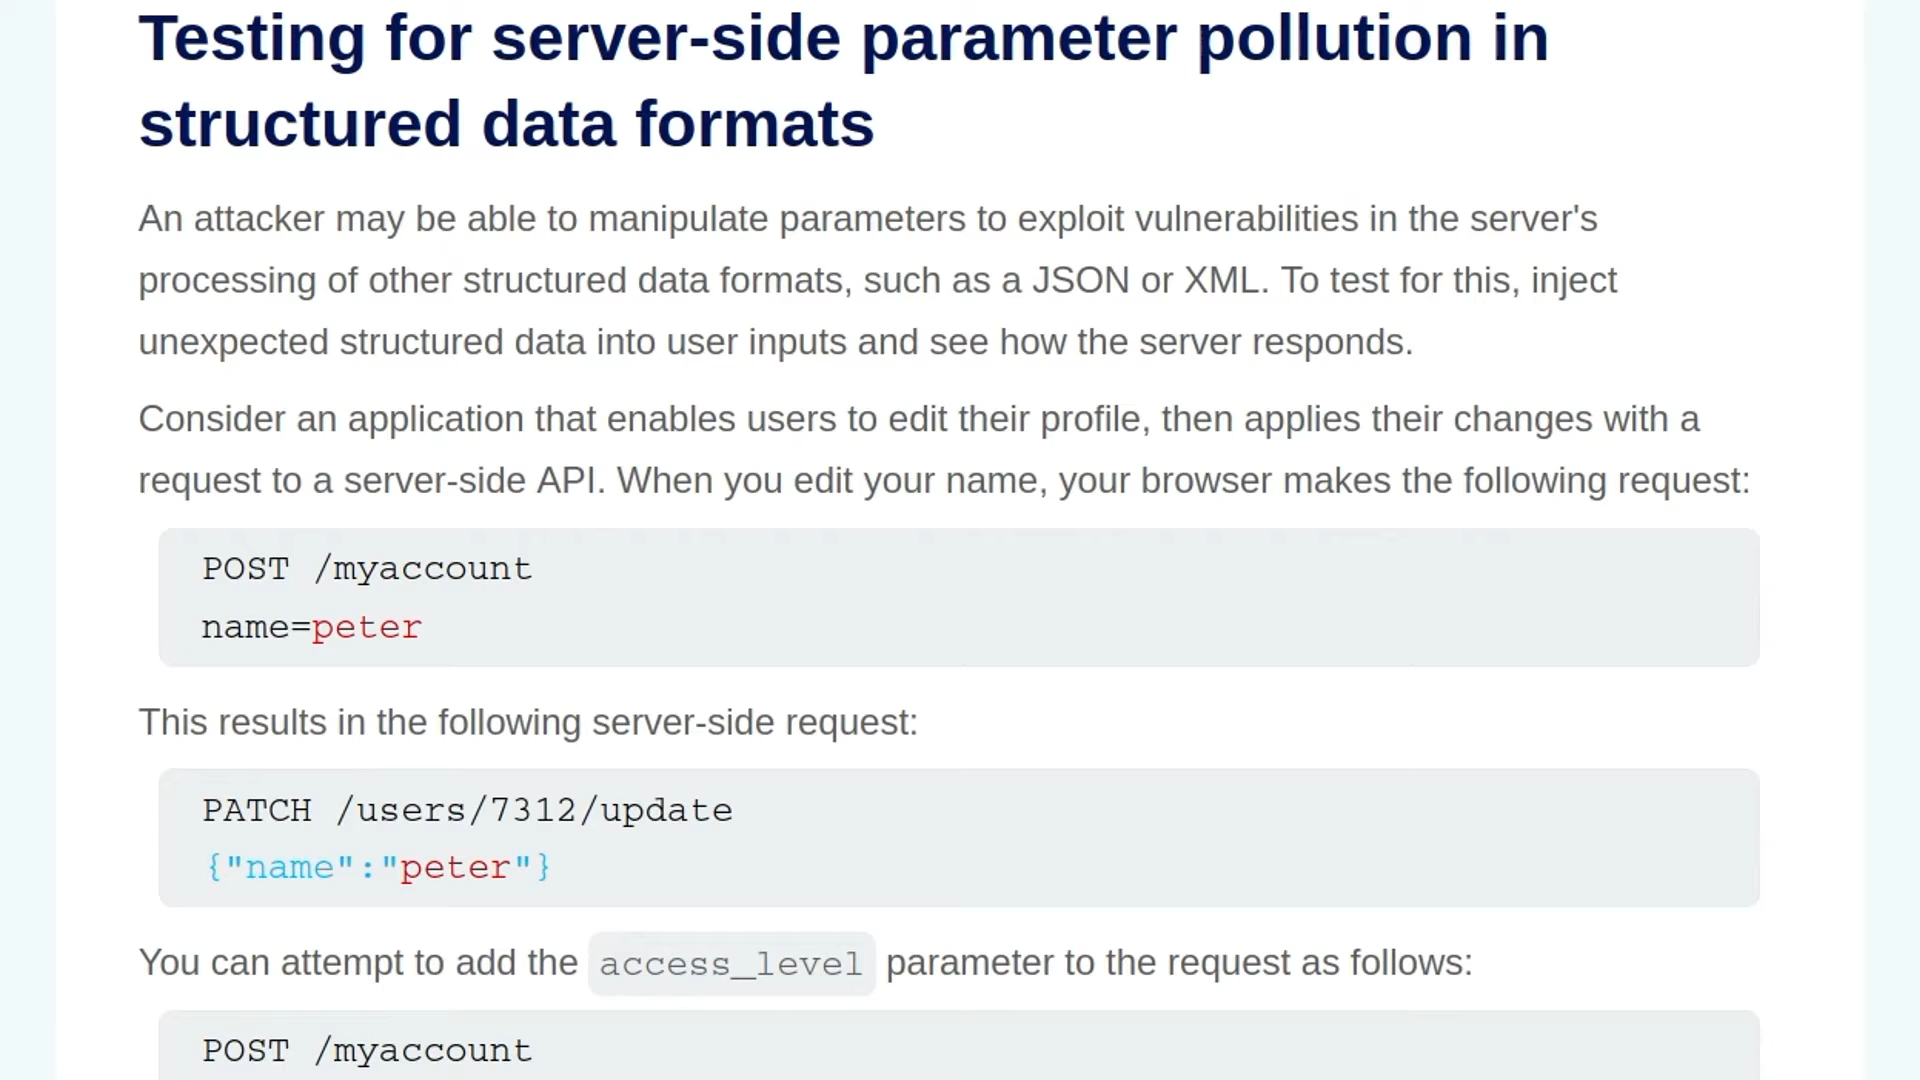 Testing for server-side parameter pollution in
structured data formats
An attacker may be able to manipulate parameters to exploit vulnerabilities in the server's
processing of other structured data formats, such as a JSON or XML. To test for this, inject
unexpected structured data into user inputs and see how the server responds.
Consider an application that enables users to edit their profile, then applies their changes with a
request to a server-side API. When you edit your name, your browser makes the following request:
POST /myaccount
name=peter
This results in the following server-side request:
PATCH /users/7312/update
{"name":"peter"}
You can attempt to add the access_level parameter to the request as follows:
POST /myaccount